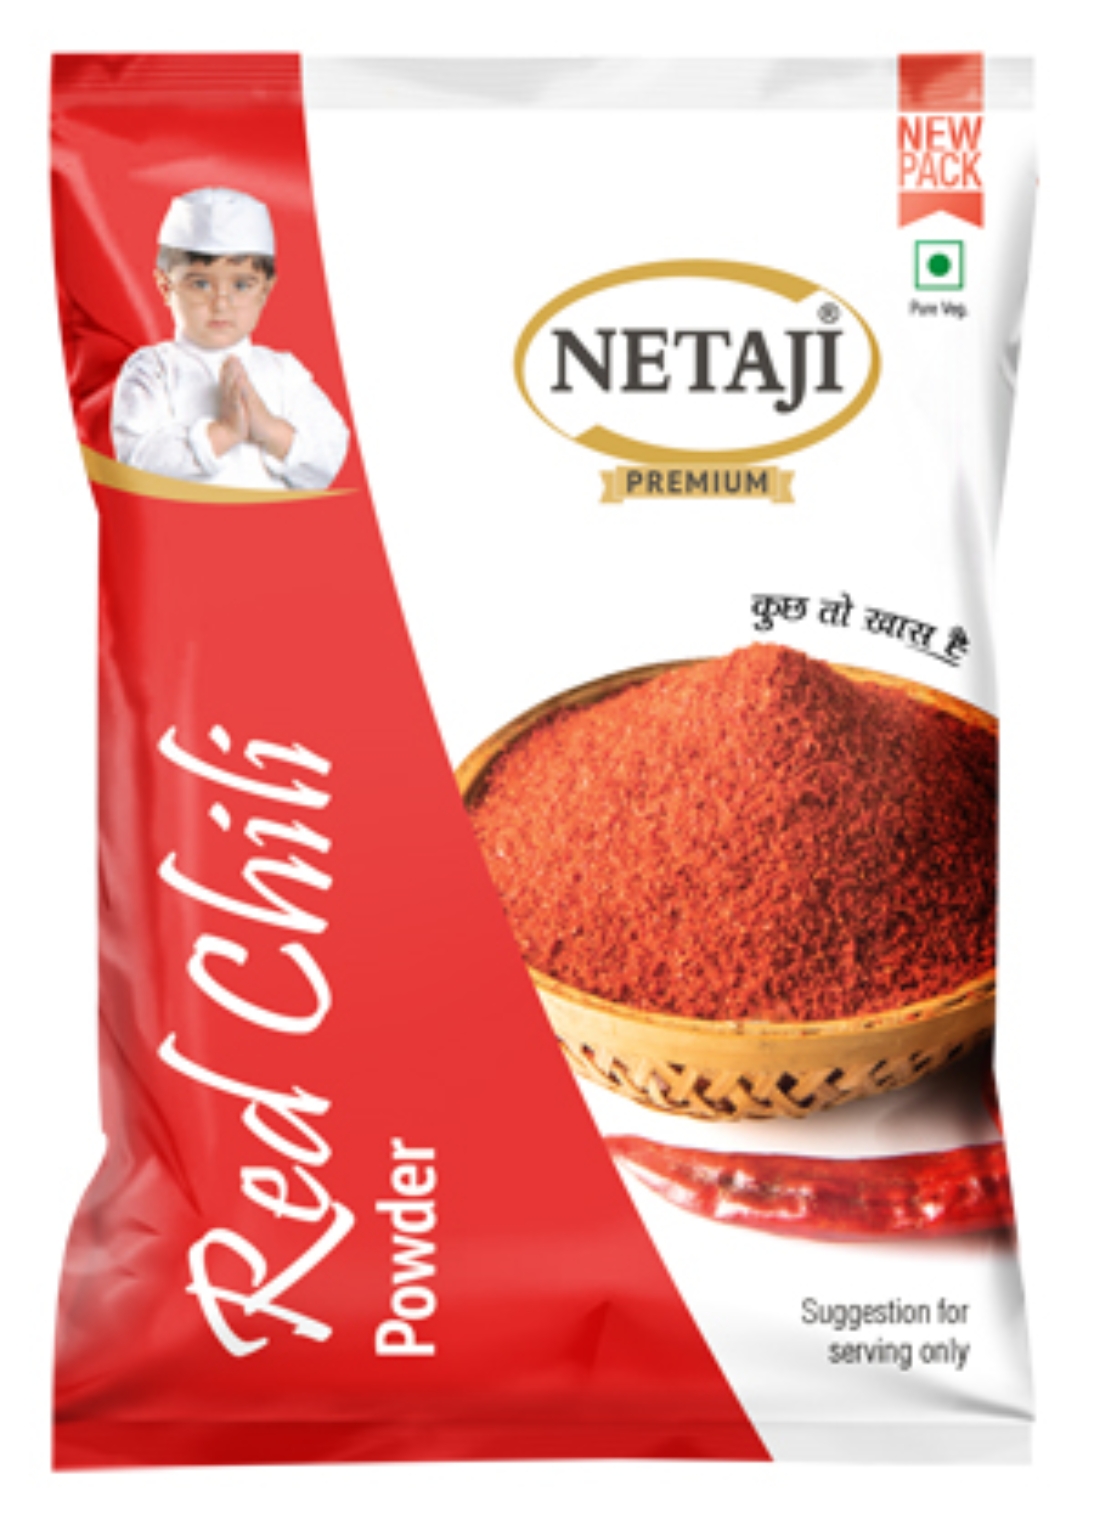 NEW
PACK
Pure Veg.
NETAJI®
PREMIUM
कुछ तो खास है
Red Chili
Powder
Suggestion for
serving only